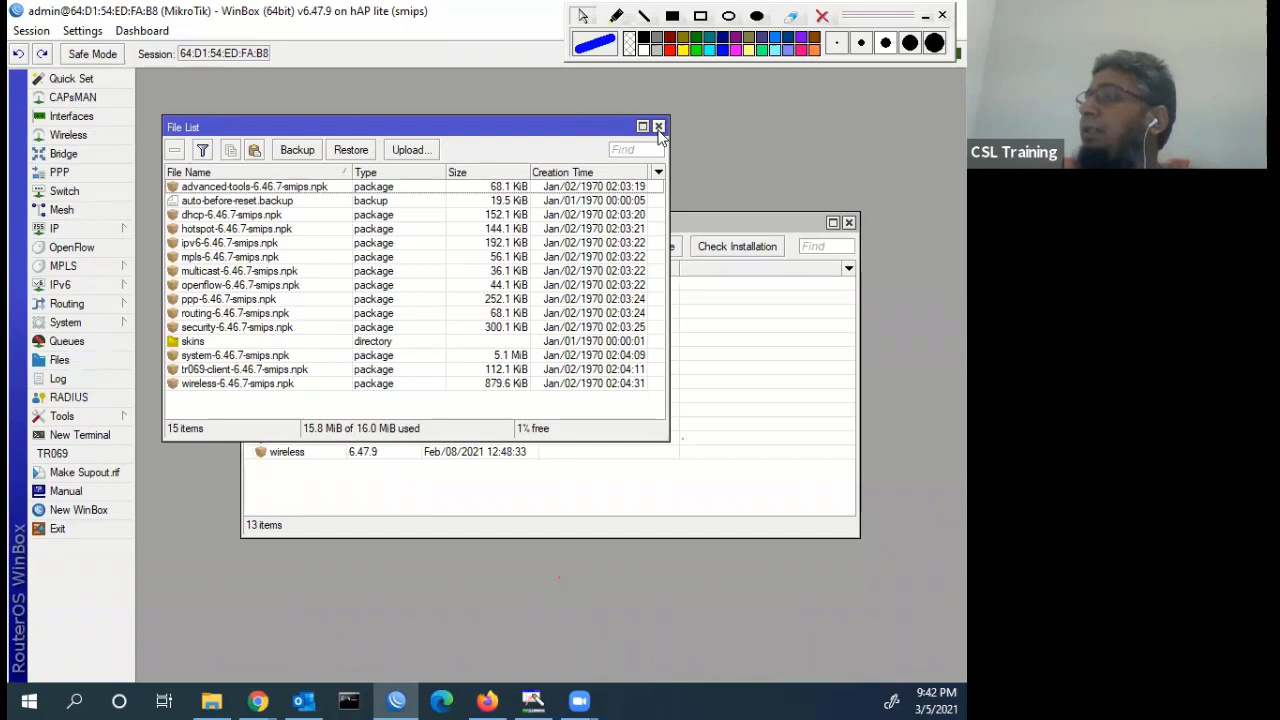 admin@64:D1:54:ED:FA:B8 (MikroTik) - WinBox (64bit) v6.47.9 on hAP lite (smips)
Session Settings Dashboard
Safe Mode Session: 64:D1:54:ED:FA:B8
Quick Set
CAPsMAN
Interfaces
Wireless
Bridge
PPP
Switch
Mesh
IP
OpenFlow
MPLS
IPv6
Routing
System
Queues
Files
Log
RADIUS
Tools
New Terminal
TR069
Make Supout.rif
Manual
New WinBox
Exit
RouterOS WinBox
File List
Backup Restore Upload... Find
File Name Type Size Creation Time
advanced-tools-6.46.7-smips.npk package 68.1 KiB Jan/02/1970 02:03:19
auto-before-reset.backup backup 19.5 KiB Jan/01/1970 00:00:05
dhcp-6.46.7-smips.npk package 152.1 KiB Jan/02/1970 02:03:20
hotspot-6.46.7-smips.npk package 144.1 KiB Jan/02/1970 02:03:21
ipv6-6.46.7-smips.npk package 192.1 KiB Jan/02/1970 02:03:22
mpls-6.46.7-smips.npk package 56.1 KiB Jan/02/1970 02:03:22
multicast-6.46.7-smips.npk package 36.1 KiB Jan/02/1970 02:03:22
openflow-6.46.7-smips.npk package 44.1 KiB Jan/02/1970 02:03:22
ppp-6.46.7-smips.npk package 252.1 KiB Jan/02/1970 02:03:24
routing-6.46.7-smips.npk package 68.1 KiB Jan/02/1970 02:03:24
security-6.46.7-smips.npk package 300.1 KiB Jan/02/1970 02:03:25
skins directory Jan/01/1970 00:00:01
system-6.46.7-smips.npk package 5.1 MiB Jan/02/1970 02:04:09
tr069-client-6.46.7-smips.npk package 112.1 KiB Jan/02/1970 02:04:11
wireless-6.46.7-smips.npk package 879.6 KiB Jan/02/1970 02:04:31
15 items 15.8 MiB of 16.0 MiB used 1% free
e Check Installation Find
wireless 6.47.9 Feb/08/2021 12:48:33
13 items
CSL Training
9:42 PM
3/5/2021